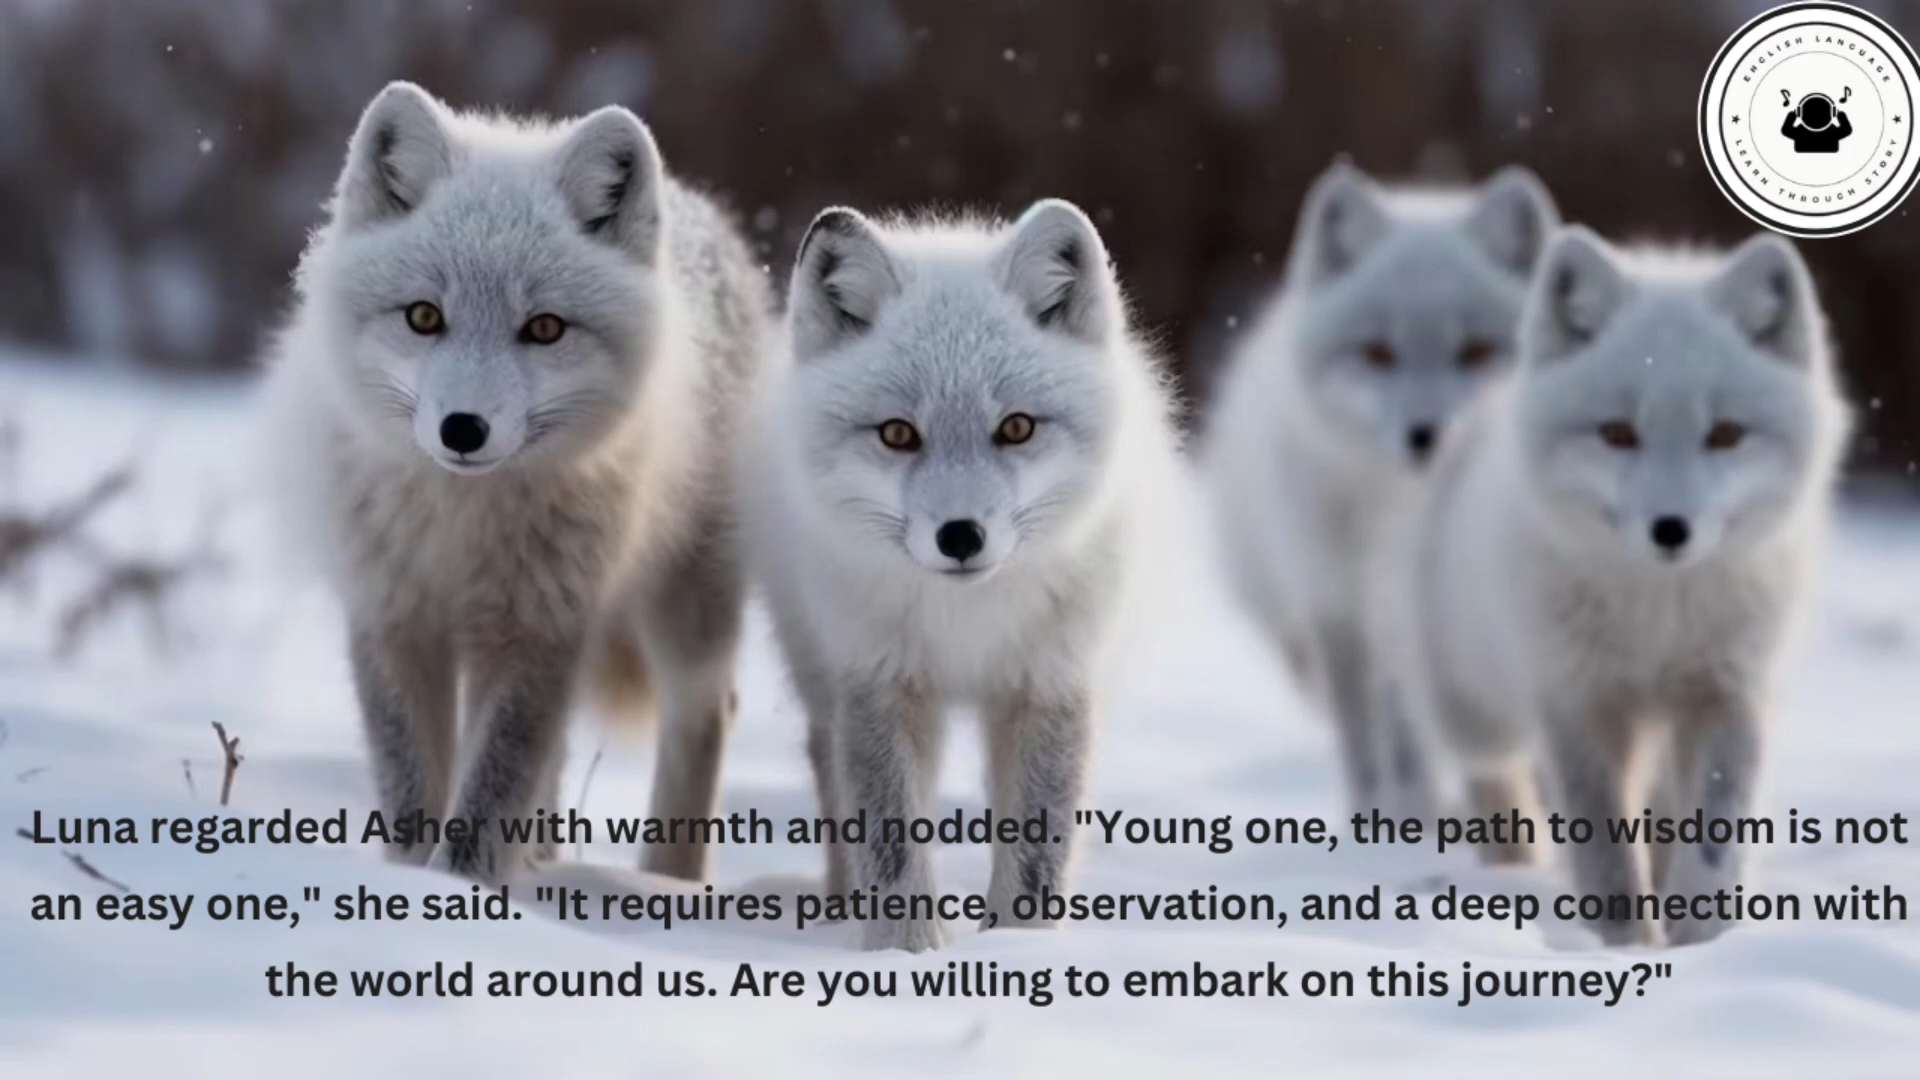 ENGLISH LANGUAGE
LEARN THROUGH STORY
Luna regarded Asher with warmth and nodded. "Young one, the path to wisdom is not
an easy one," she said. "It requires patience, observation, and a deep connection with
the world around us. Are you willing to embark on this journey?"